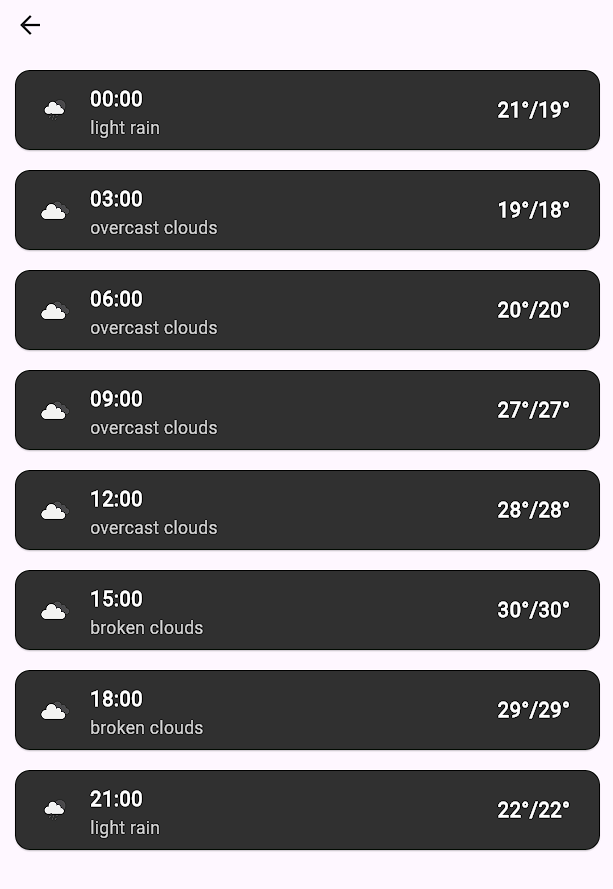 00:00
21°/19°
light rain
03:00
19°/18°
overcast clouds
06:00
20°/20°
overcast clouds
09:00
27°/27°
overcast clouds
12:00
28°/28°
overcast clouds
15:00
30°/30°
broken clouds
18:00
29°/29°
broken clouds
21:00
22°/22°
light rain